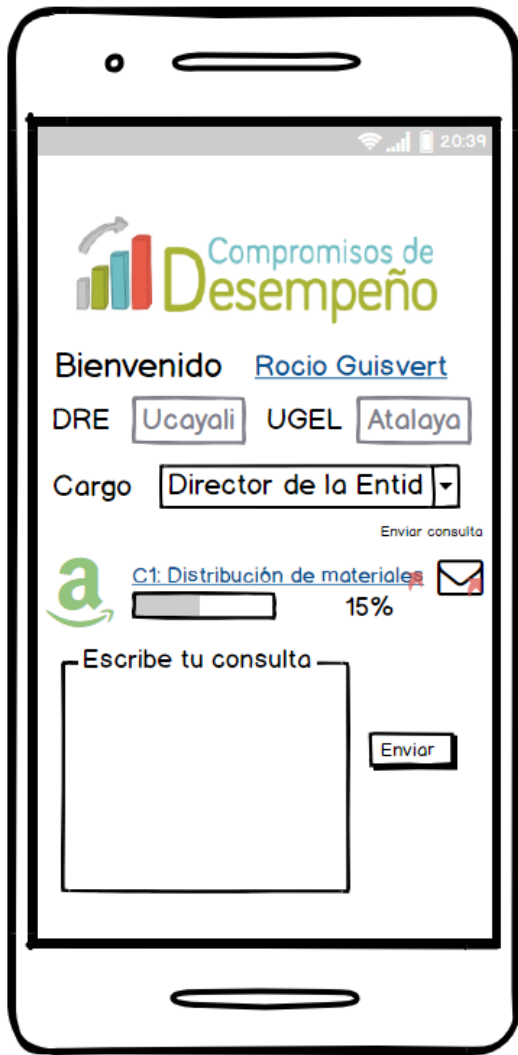 20:39
Compromisos de
Desempeño
Bienvenido Rocio Guisvert
DRE Ucayali UGEL Atalaya
Cargo Director de la Entid
Enviar consulta
a C1: Distribución de materiales
15%
Escribe tu consulta
Enviar